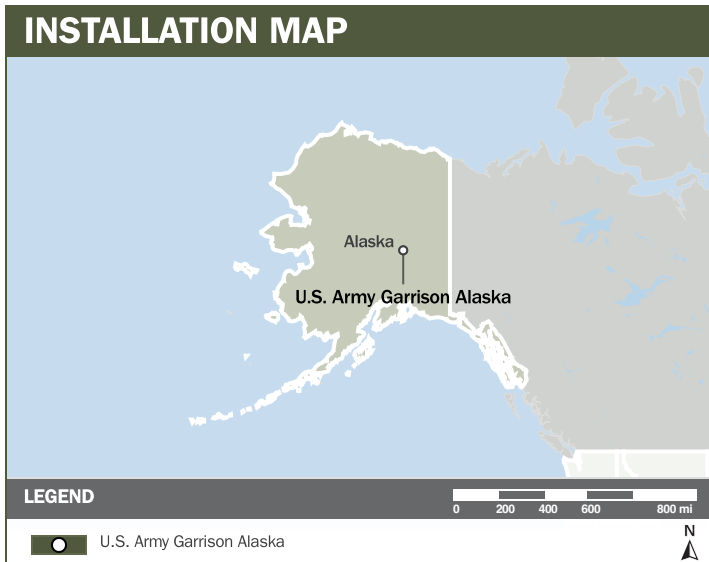 INSTALLATION MAP
Alaska
U.S. Army Garrison Alaska
LEGEND
0 200 400 600 800 mi
U.S. Army Garrison Alaska
N